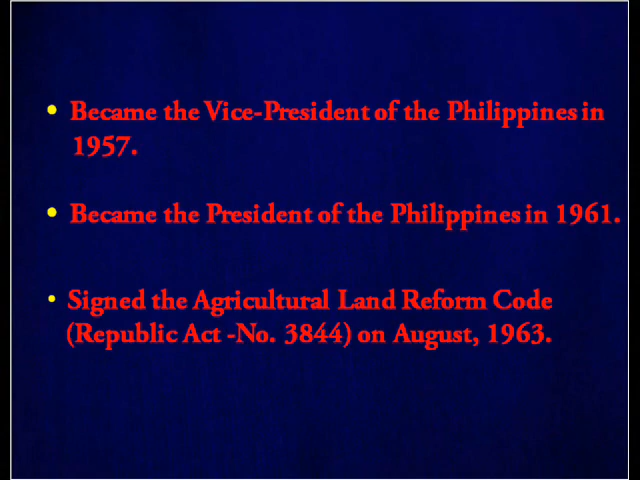 • Became the Vice-President of the Philippines in
1957.
• Became the President of the Philippines in 1961.
• Signed the Agricultural Land Reform Code
(Republic Act -No. 3844) on August, 1963.